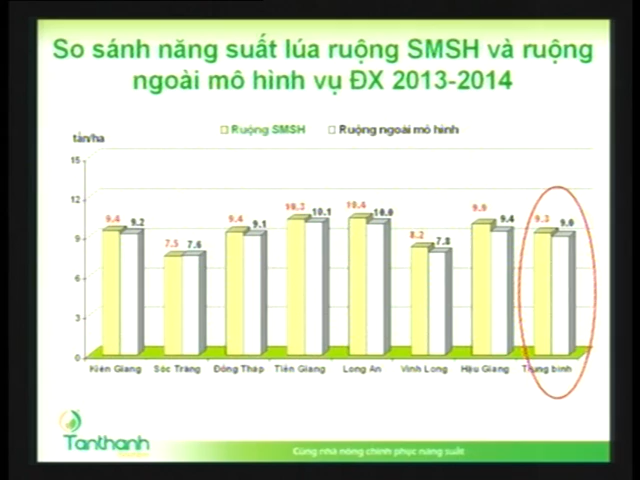 So sánh năng suất lúa ruộng SMSH và ruộng
ngoài mô hình vụ ĐX 2013-2014
tấn/ha
Ruộng SMSH Ruộng ngoài mô hình
15
12
9
6
3
0
9.4 9.2 7.5 7.6 9.4 9.1 10.3 10.1 10.4 10.0 8.2 7.8 9.9 9.4 9.3 9.0
Kiên Giang Sóc Trăng Đồng Tháp Tiền Giang Long An Vĩnh Long Hậu Giang Trung bình
Tanthanh
Cùng nhà nông chinh phục năng suất